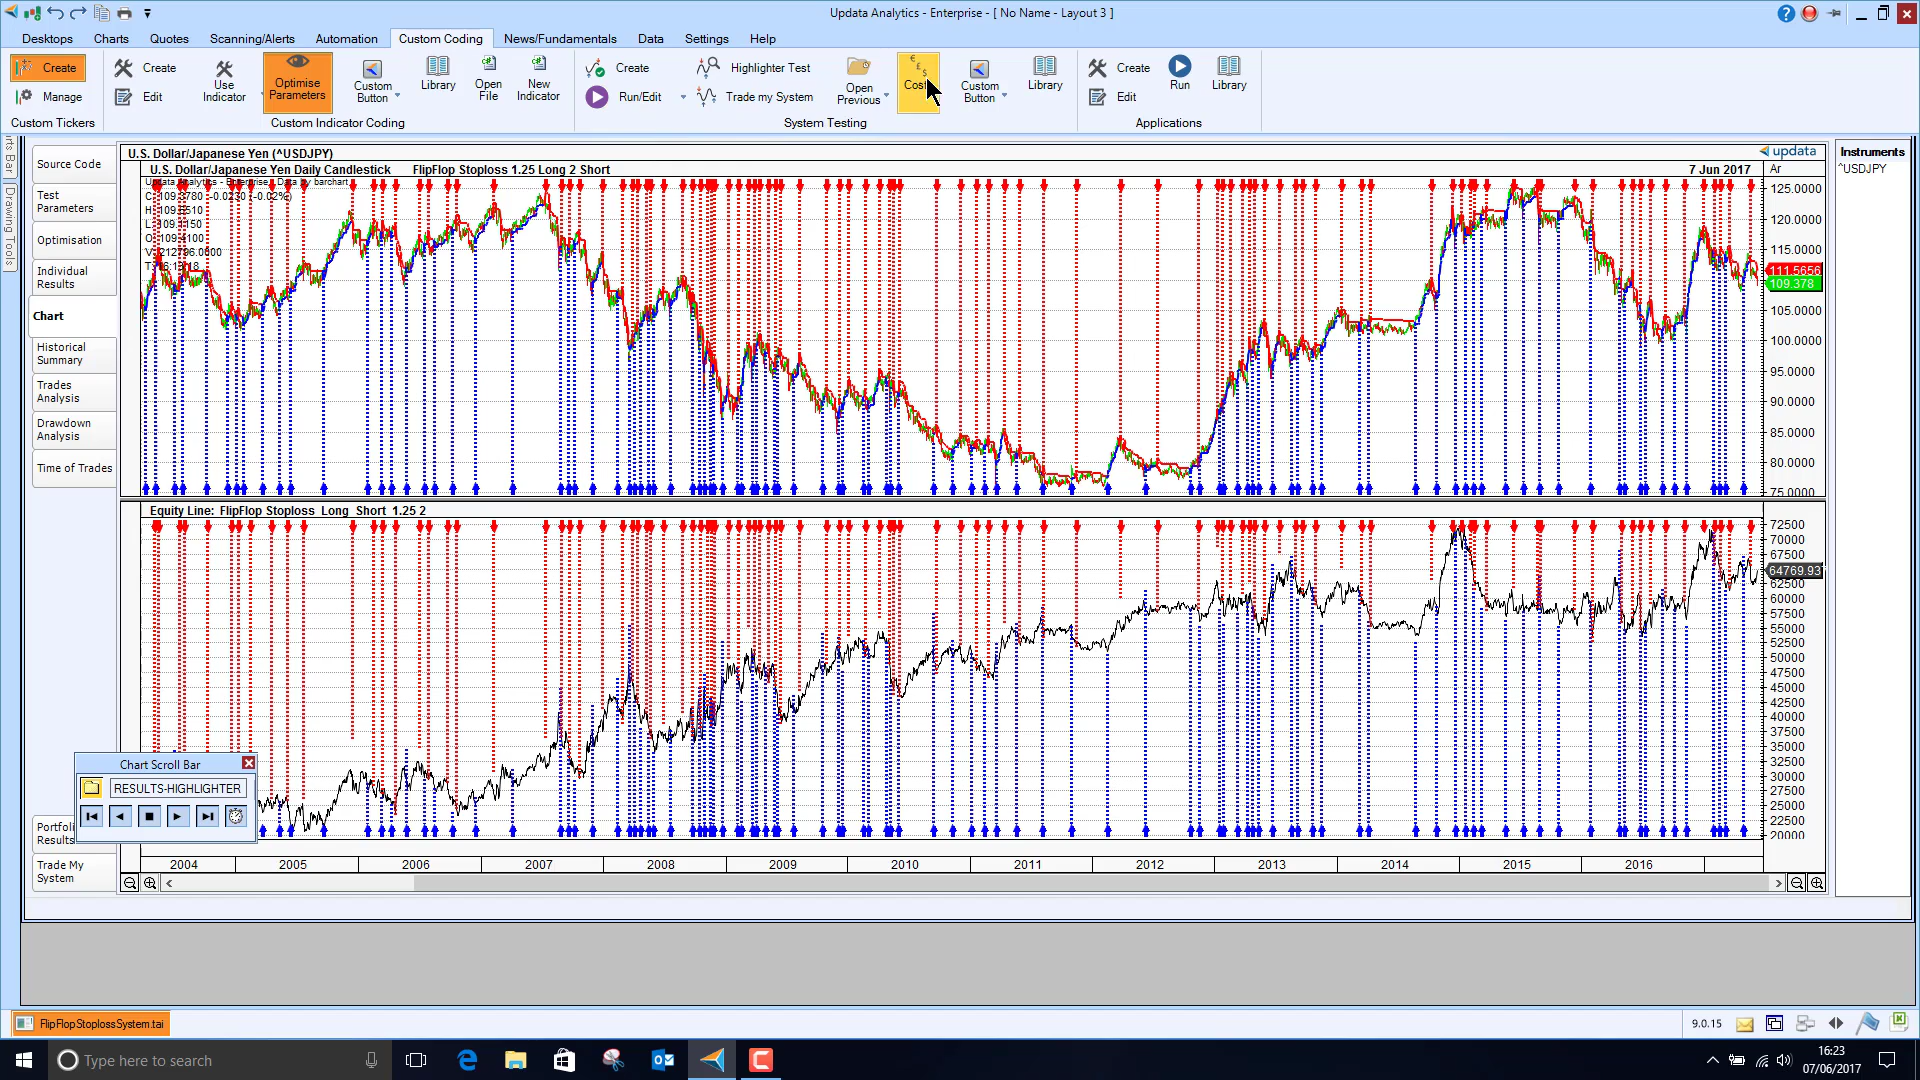 Updata Analytics - Enterprise - [ No Name - Layout 3 ]
Desktops Charts Quotes Scanning/Alerts Automation Custom Coding News/Fundamentals Data Settings Help
Create
Manage
Custom Tickers
Create
Edit
Use Indicator
Optimise Parameters
Custom Button
Library
Open File
New Indicator
Custom Indicator Coding
Create
Run/Edit
Highlighter Test
Trade my System
Open Previous
Custom Button
Library
System Testing
Create
Edit
Run
Library
Applications
Drawing Tools
Source Code
Test Parameters
Optimisation
Individual Results
Chart
Historical Summary
Trades Analysis
Drawdown Analysis
Time of Trades
Trade My System
U.S. Dollar/Japanese Yen (^USDJPY)
updata
U.S. Dollar/Japanese Yen Daily Candlestick FlipFlop Stoploss 1.25 Long 2 Short
7 Jun 2017
Ar
125.0000
120.0000
115.0000
111.5656
109.378
105.0000
100.0000
95.0000
90.0000
85.0000
80.0000
75.0000
Equity Line: FlipFlop Stoploss Long Short 1.25 2
72500
70000
67500
62500
60000
57500
55000
52500
50000
47500
45000
42500
40000
37500
35000
32500
30000
27500
25000
22500
20000
2004 2005 2006 2007 2008 2009 2010 2011 2012 2013 2014 2015 2016
Chart Scroll Bar
RESULTS-HIGHLIGHTER
Instruments
^USDJPY
FlipFlopStoplossSystem.tai
9.0.15
Type here to search
16:23
07/06/2017